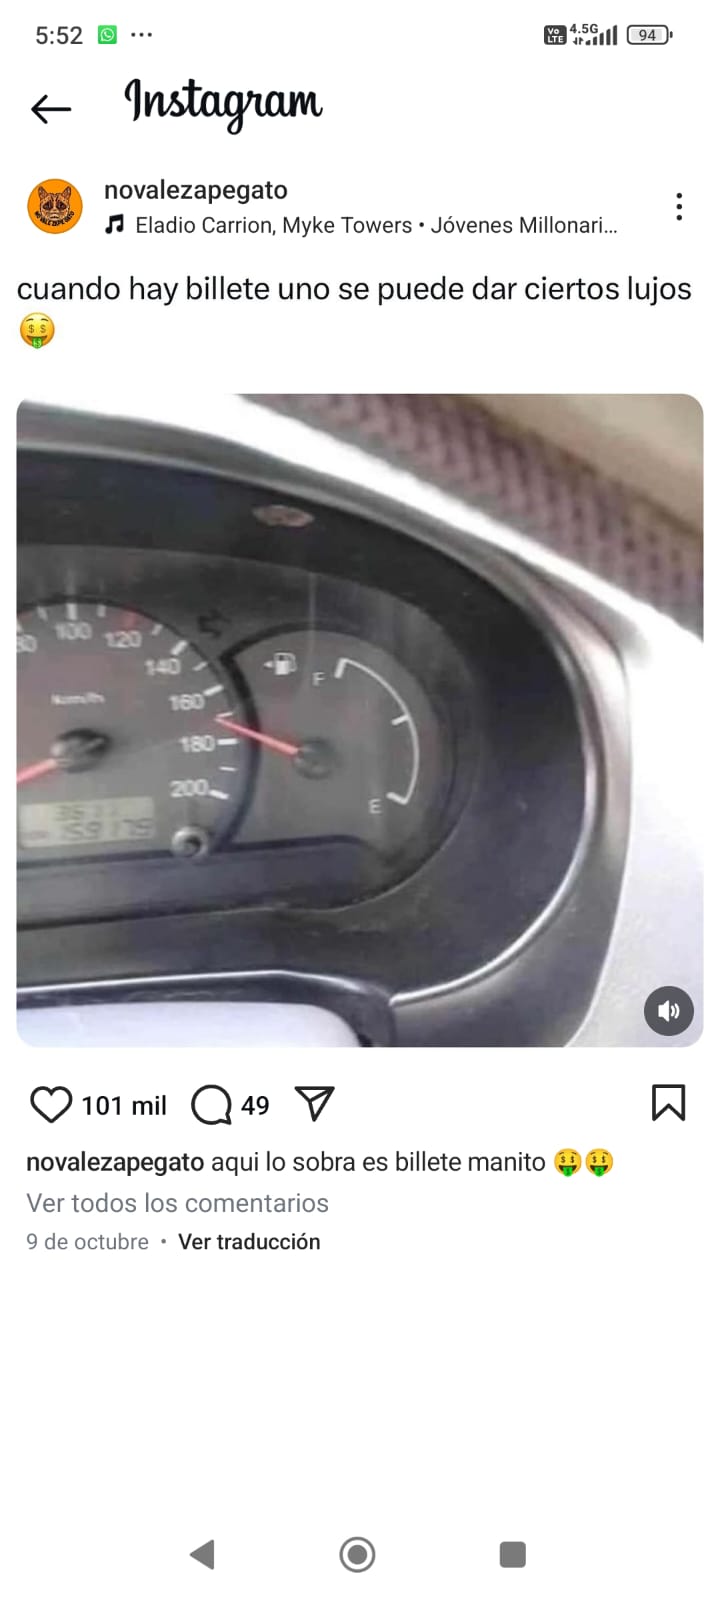 5:52
Vo LTE 4.5G 94
Instagram
novalezapegato
Eladio Carrion, Myke Towers • Jóvenes Millonari...
cuando hay billete uno se puede dar ciertos lujos
🤑
100 120
140
160
180
200
Km/h
F
E
101 mil 49
novalezapegato aqui lo sobra es billete manito 🤑🤑
Ver todos los comentarios
9 de octubre • Ver traducción